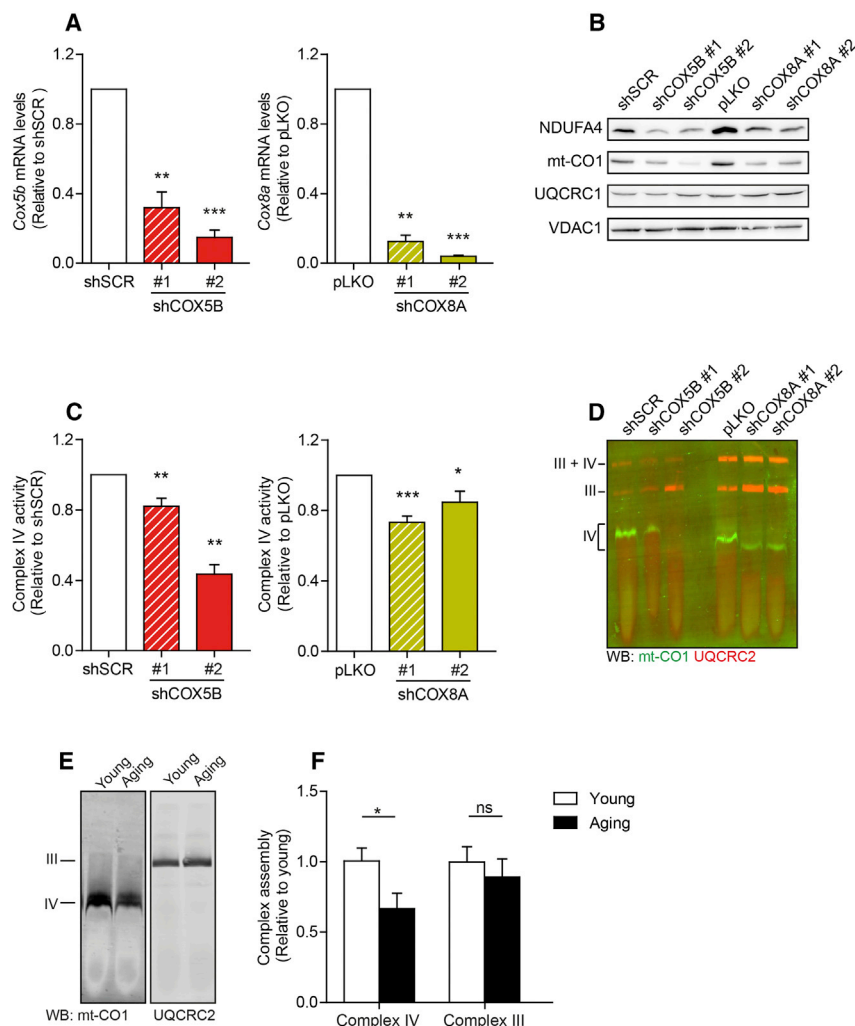 A
Cox5b mRNA levels
(Relative to shSCR )
1.2
0.8
0.4
0.0
**
***
shSCR
#1
#2
shCOX5B
Cox8a mRNA levels
(Relative to pLKO)
1.2
0.8
0.4
0.0
**
***
pLKO
#1
#2
shCOX8A
B
shSCR
shCOX5B #1
shCOX5B #2
pLKO
shCOX8A #1
shCOX8A #2
NDUFA4
mt-CO1
UQCRC1
VDAC1
C
Complex IV activity
(Relative to shSCR)
1.2
0.8
0.4
0.0
**
**
shSCR
#1
#2
shCOX5B
Complex IV activity
(Relative to pLKO)
1.2
0.8
0.4
0.0
***
*
pLKO
#1
#2
shCOX8A
D
shSCR
shCOX5B #1
shCOX5B #2
pLKO
shCOX8A #1
shCOX8A #2
III + IV
III
IV
WB: mt-CO1 UQCRC2
E
Young
Aging
Young
Aging
III
IV
WB: mt-CO1 UQCRC2
F
Complex assembly
(Relative to young)
1.5
1.0
0.5
0.0
*
ns
Complex IV
Complex III
Young
Aging